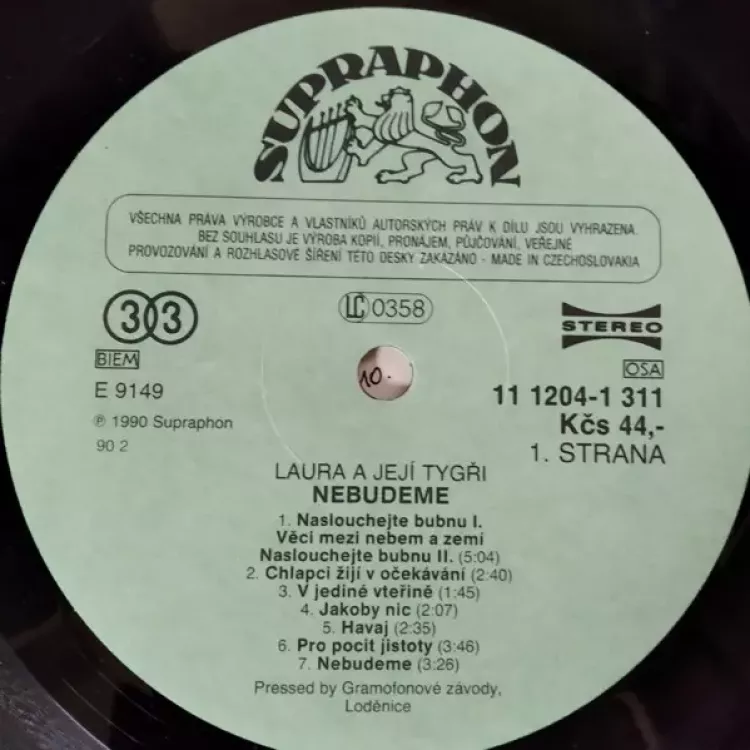 SUPRAPHON
VŠECHNA PRÁVA VÝROBCE A VLASTNÍKŮ AUTORSKÝCH PRÁV K DÍLU JSOU VYHRAZENA.
BEZ SOUHLASU JE VÝROBA KOPIÍ, PRONÁJEM, PŮJČOVÁNÍ, VEŘEJNÉ
PROVOZOVÁNÍ A ROZHLASOVÉ ŠÍŘENÍ TÉTO DESKY ZAKÁZÁNO - MADE IN CZECHOSLOVAKIA
33
LC 0358
STEREO
BIEM
OSA
10.-
E 9149
11 1204-1 311
℗ 1990 Supraphon
Kčs 44,-
90 2
1. STRANA
LAURA A JEJÍ TYGŘI
NEBUDEME
1. Naslouchejte bubnu I.
Věci mezi nebem a zemí
Naslouchejte bubnu II. (5:04)
2. Chlapci žijí v očekávání (2:40)
3. V jediné vteřině (1:45)
4. Jakoby nic (2:07)
5. Havaj (2:35)
6. Pro pocit jistoty (3:46)
7. Nebudeme (3:26)
Pressed by Gramofonové závody,
Loděnice